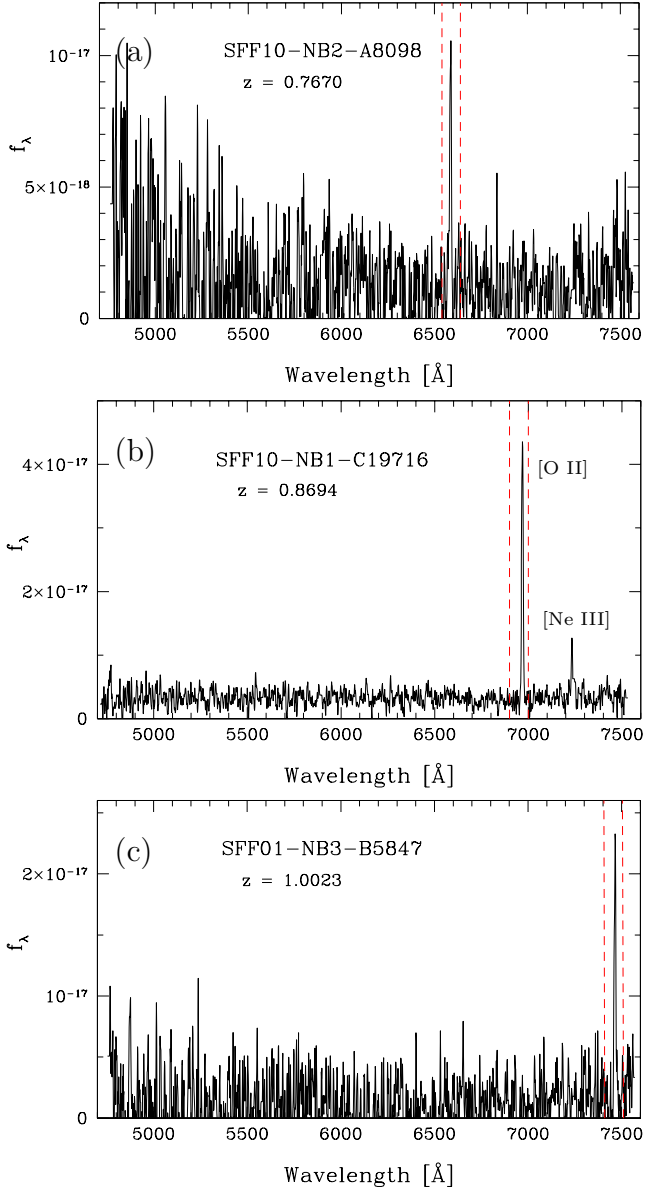 (a)
SFF10−NB2−A8098
z = 0.7670
10⁻¹⁷
5×10⁻¹⁸
0
f_λ
5000 5500 6000 6500 7000 7500
Wavelength [Å]
(b)
SFF10−NB1−C19716
z = 0.8694
[O II]
[Ne III]
4×10⁻¹⁷
2×10⁻¹⁷
0
f_λ
5000 5500 6000 6500 7000 7500
Wavelength [Å]
(c)
SFF01−NB3−B5847
z = 1.0023
2×10⁻¹⁷
10⁻¹⁷
0
f_λ
5000 5500 6000 6500 7000 7500
Wavelength [Å]